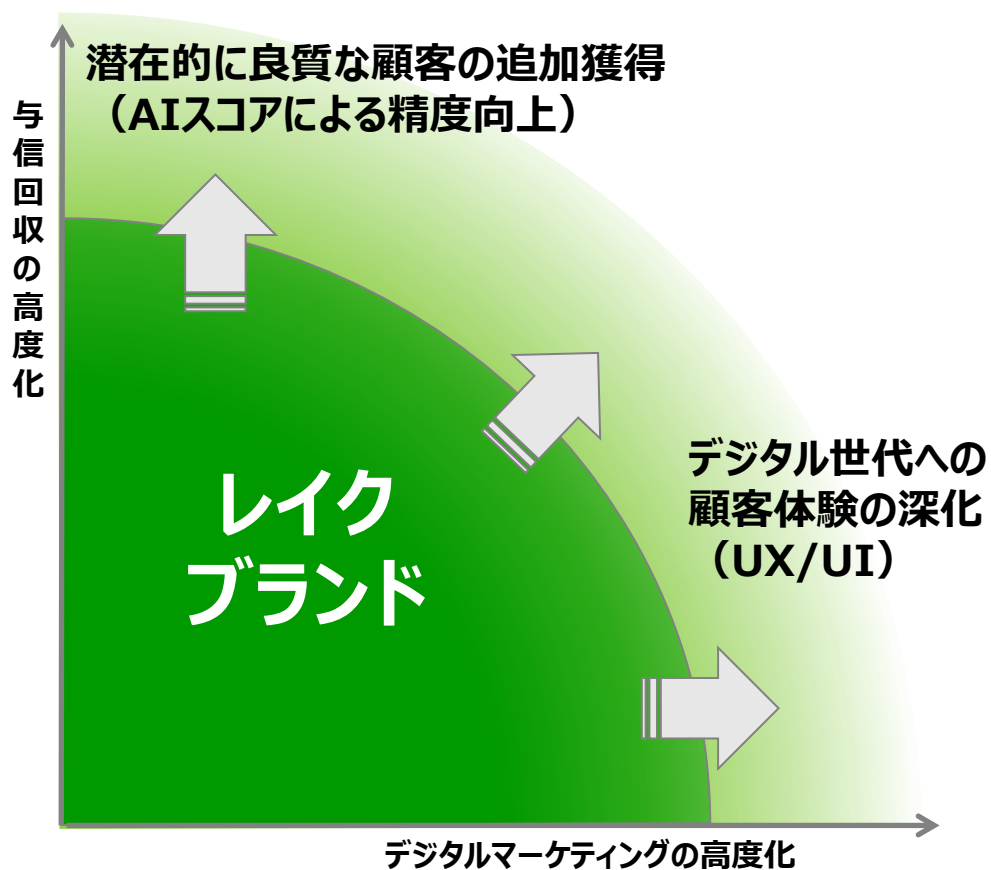 潜在的に良質な顧客の追加獲得
（AIスコアによる精度向上）
与信回収の高度化
デジタル世代への
顧客体験の深化
（UX/UI）
レイク
ブランド
デジタルマーケティングの高度化